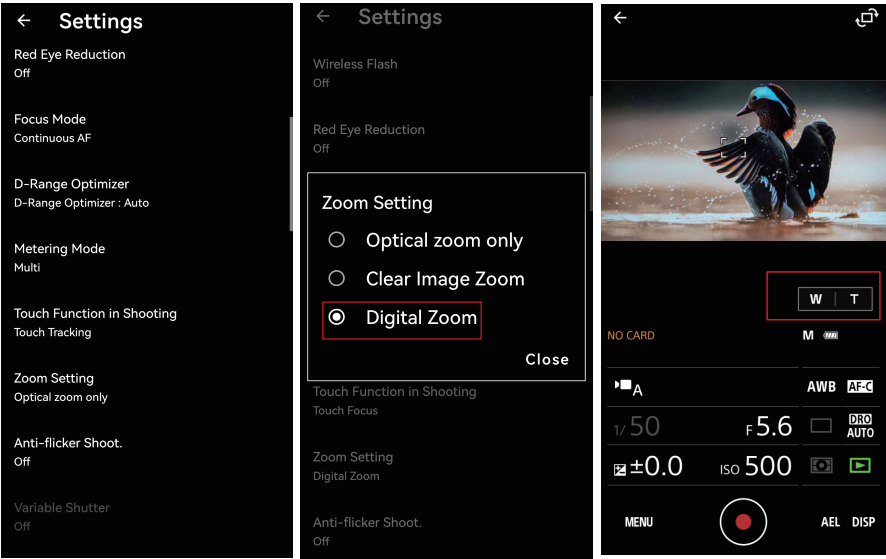 Settings
Red Eye Reduction
Off
Focus Mode
Continuous AF
D-Range Optimizer
D-Range Optimizer : Auto
Metering Mode
Multi
Touch Function in Shooting
Touch Tracking
Zoom Setting
Optical zoom only
Anti-flicker Shoot.
Off
Variable Shutter
Off
Settings
Wireless Flash
Off
Red Eye Reduction
Off
Zoom Setting
Optical zoom only
Clear Image Zoom
Digital Zoom
Close
Touch Function in Shooting
Touch Focus
Zoom Setting
Digital Zoom
Anti-flicker Shoot.
Off
W | T
NO CARD
M
A
AWB AF-C
1/50
F5.6
DRO
AUTO
±0.0
ISO 500
MENU
AEL DISP